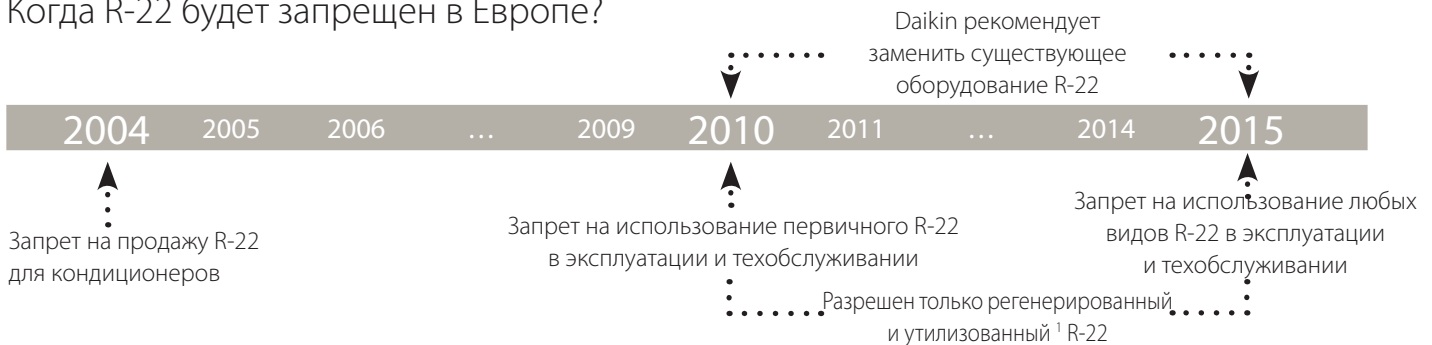 Когда R-22 будет запрещен в Европе?
Daikin рекомендует
заменить существующее
оборудование R-22
2004 2005 2006 … 2009 2010 2011 … 2014 2015
Запрет на продажу R-22
для кондиционеров
Запрет на использование первичного R-22
в эксплуатации и техобслуживании
Запрет на использование любых
видов R-22 в эксплуатации
и техобслуживании
Разрешен только регенерированный
и утилизованный 1 R-22